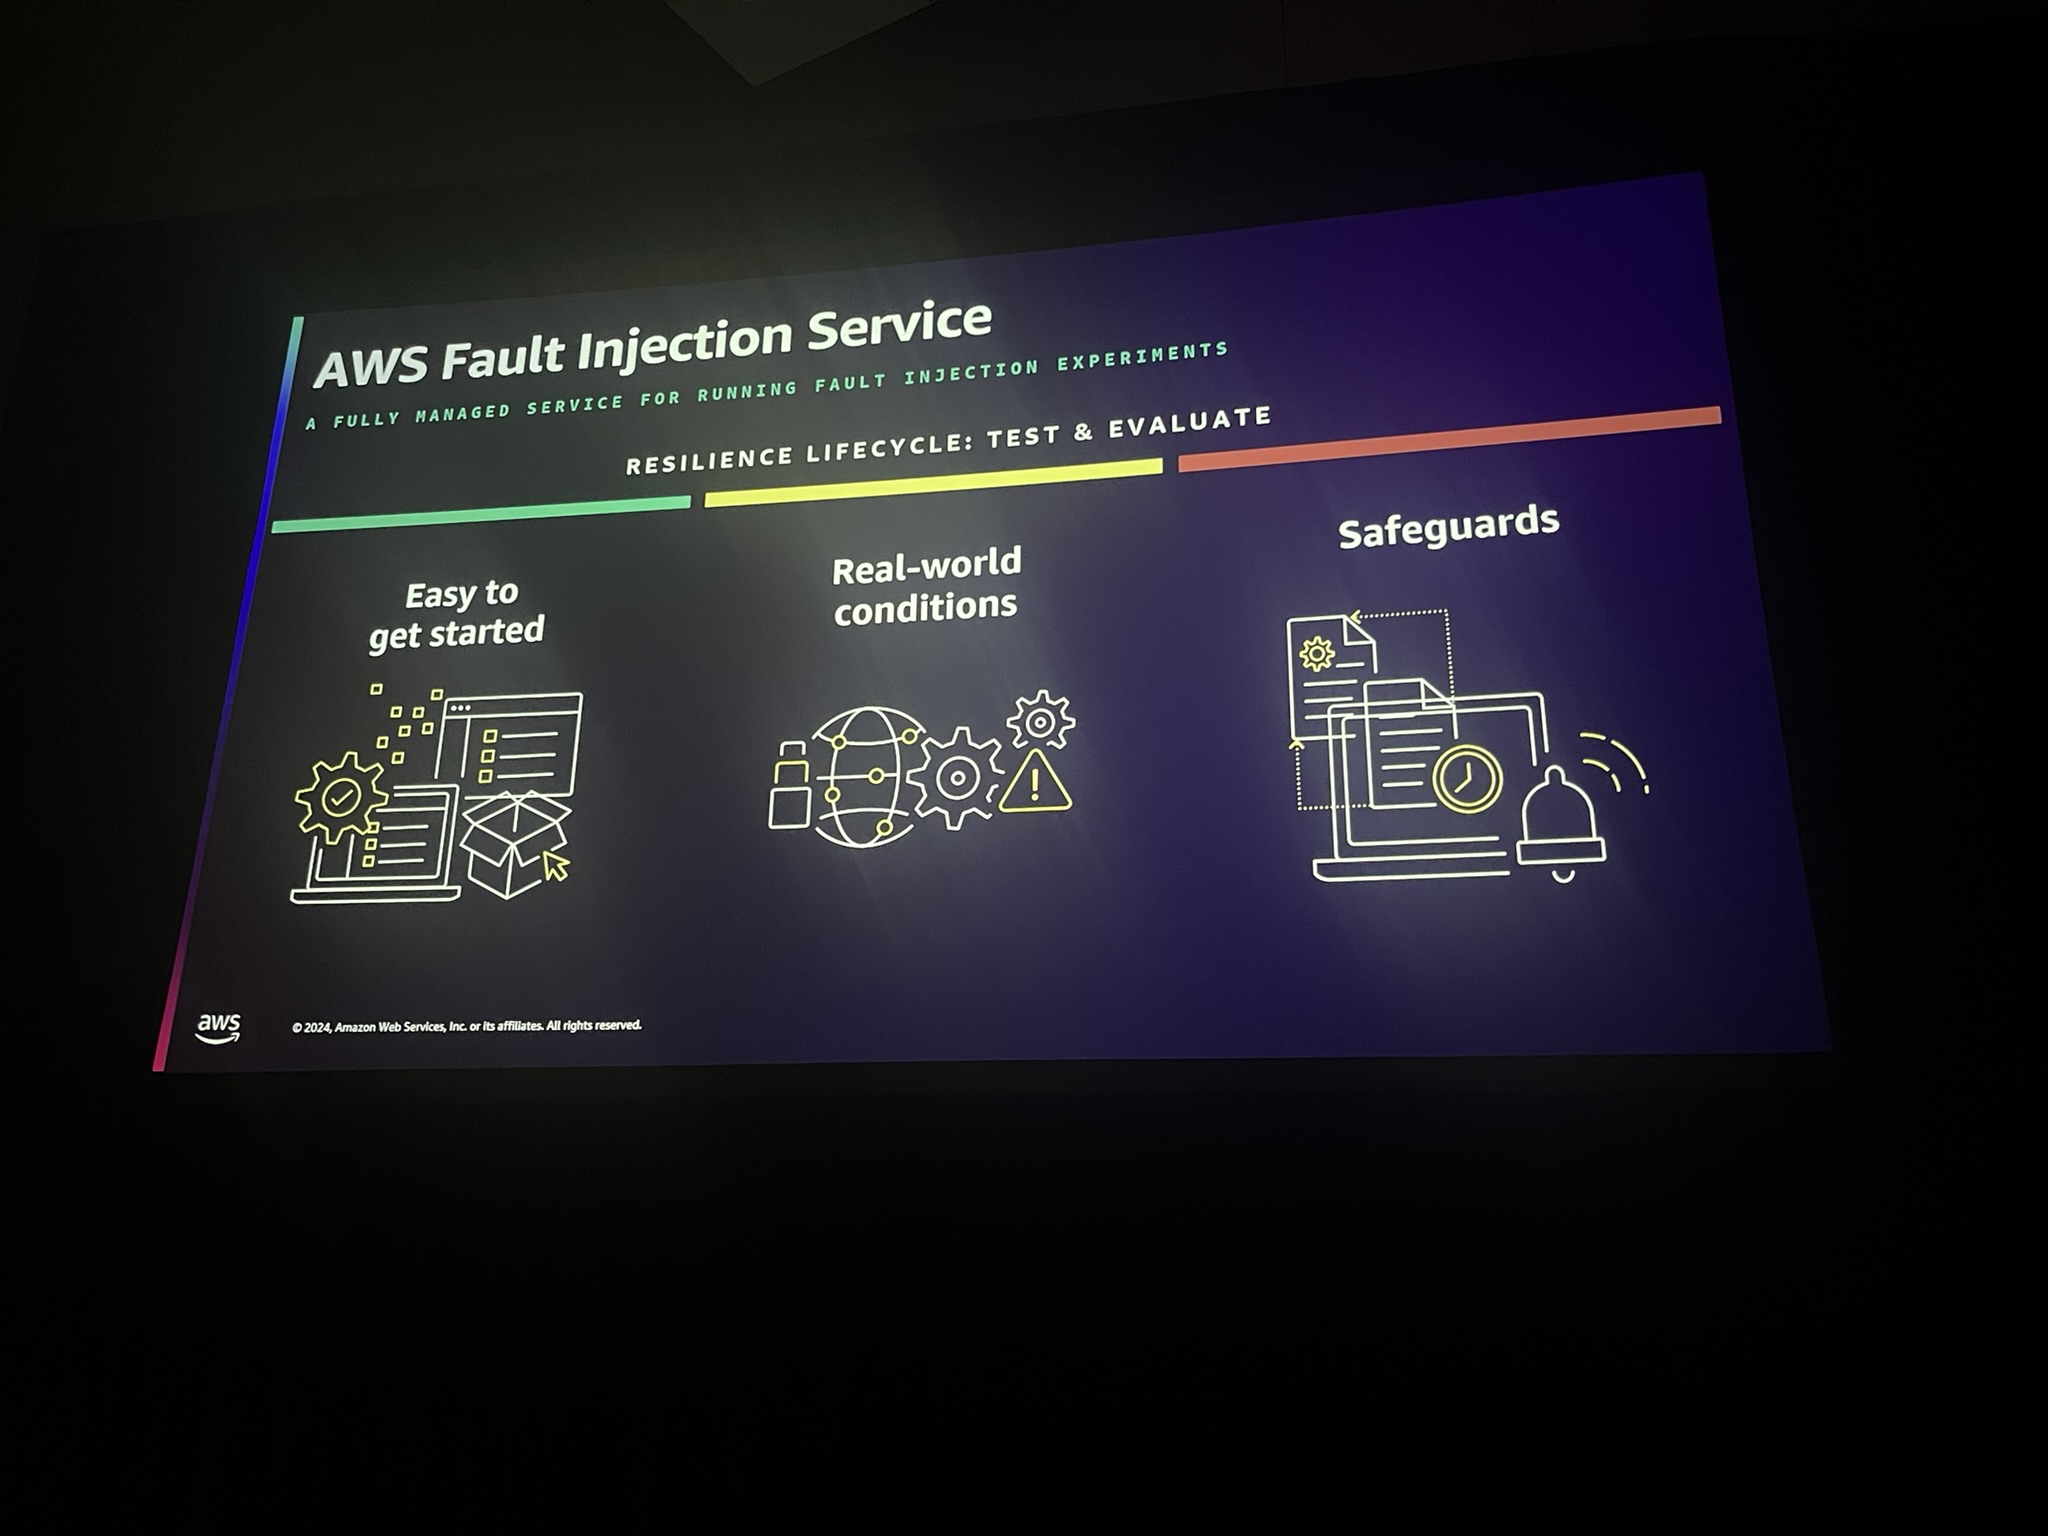 AWS Fault Injection Service
A FULLY MANAGED SERVICE FOR RUNNING FAULT INJECTION EXPERIMENTS
RESILIENCE LIFECYCLE: TEST & EVALUATE
Easy to
get started
Real-world
conditions
Safeguards
aws
© 2024, Amazon Web Services, Inc. or its affiliates. All rights reserved.